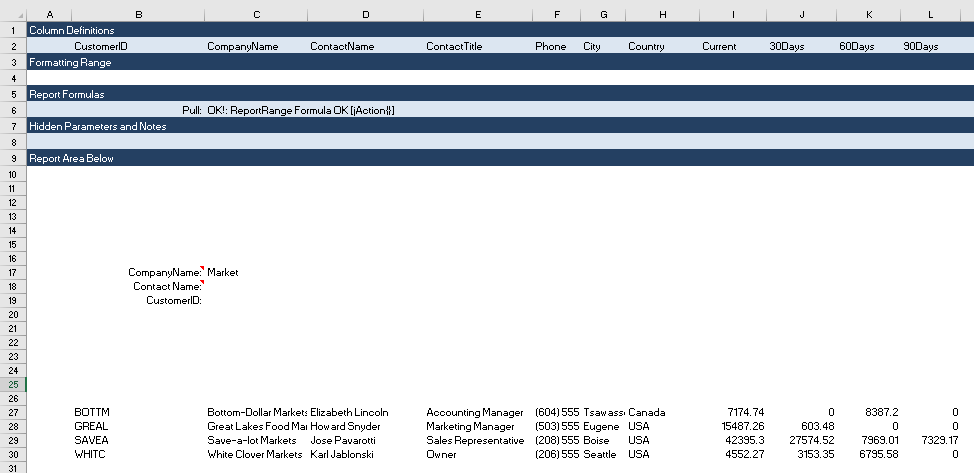 A B C D E F G H I J K L
1 Column Definitions
2 CustomerID CompanyName ContactName ContactTitle Phone City Country Current 30Days 60Days 90Days
3 Formatting Range
4
5 Report Formulas
6 Pull: OK!: ReportRange Formula OK [jAction{}]
7 Hidden Parameters and Notes
8
9 Report Area Below
10
11
12
13
14
15
16
17 CompanyName: Market
18 Contact Name:
19 CustomerID:
20
21
22
23
24
25
26
27 BOTTM Bottom-Dollar Markets Elizabeth Lincoln Accounting Manager (604) 555 Canada 7174.74 0 8387.2 0
28 GREAL Great Lakes Food Mar Howard Snyder Marketing Manager (503) 555 Eugene USA 15487.26 603.48 0 0
29 SAVEA Save-a-lot Markets Jose Pavarotti Sales Representative (208) 555 Boise USA 42395.3 27574.52 7969.01 7329.17
30 WHITC White Clover Markets Karl Jablonski Owner (206) 555 Seattle USA 4552.27 3153.35 6795.58 0
31